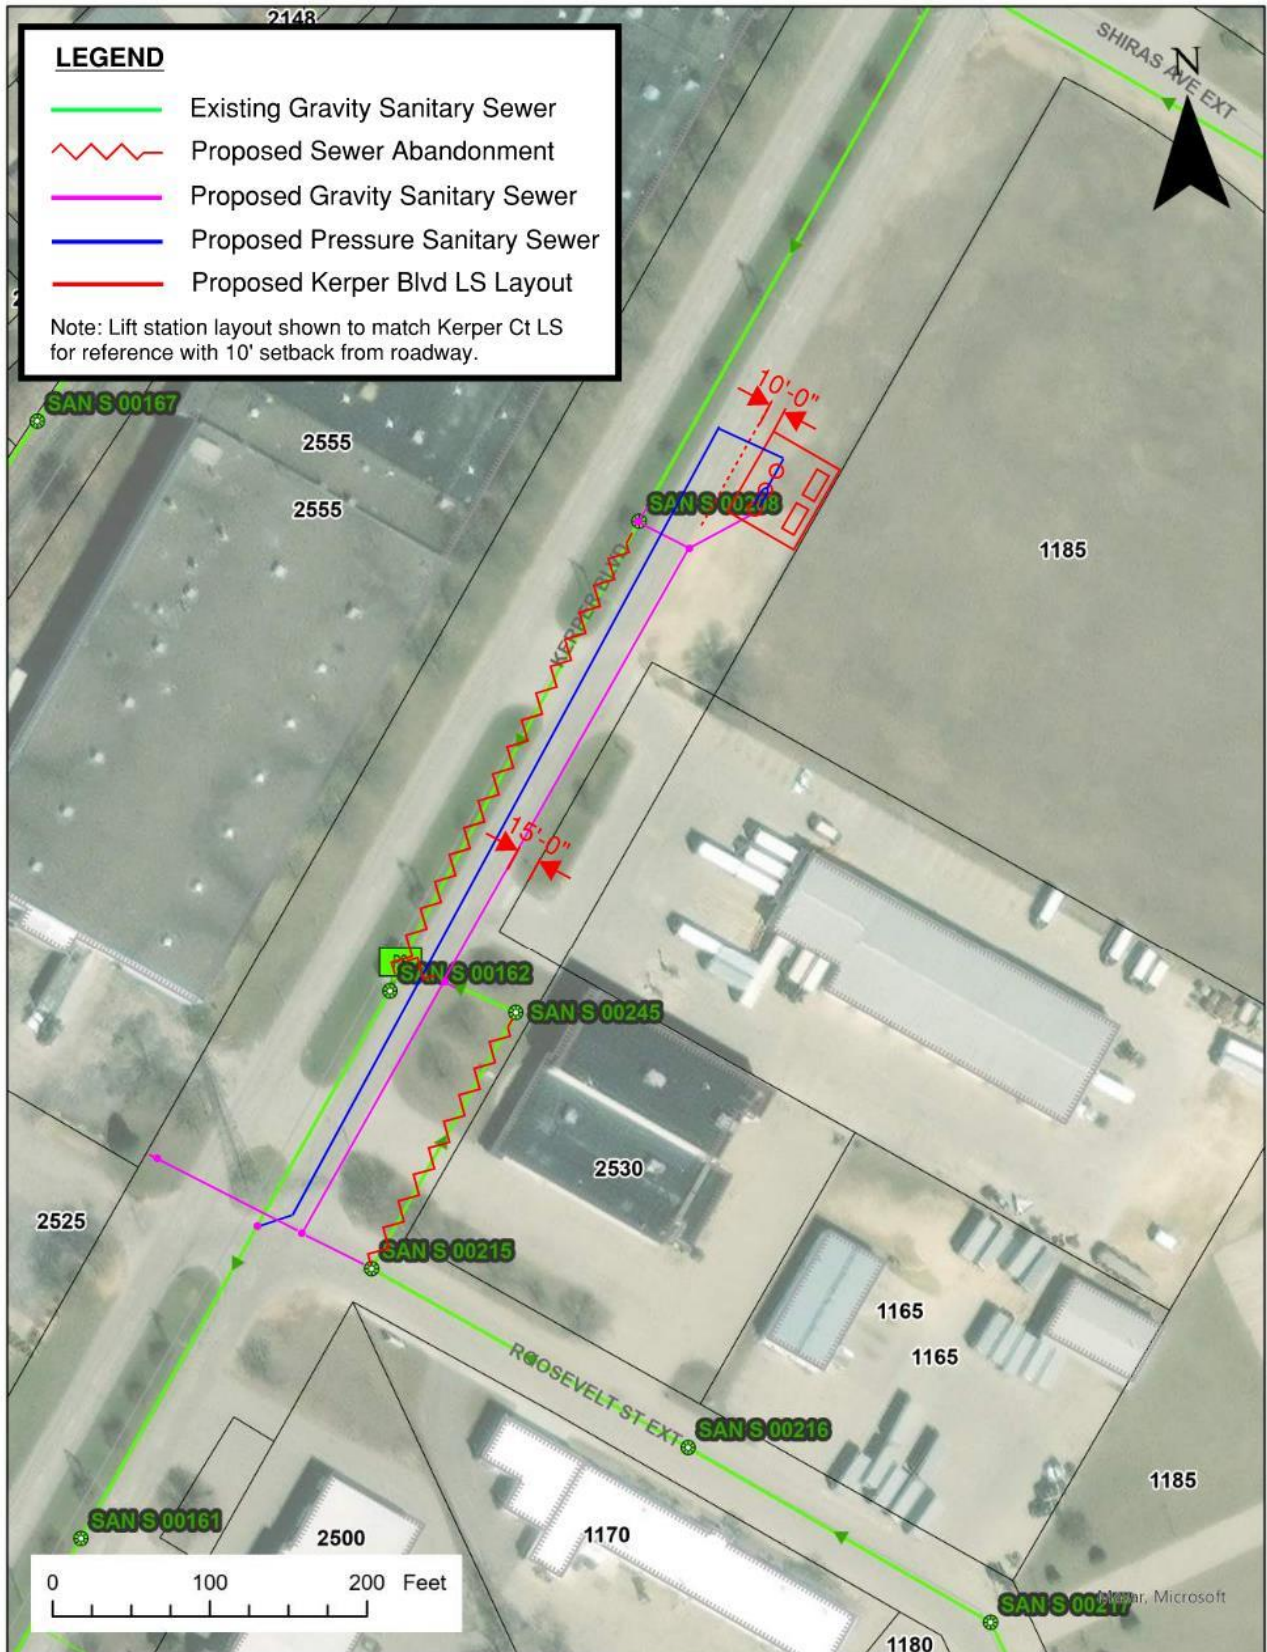 2148
SHIRAS AVE EXT
N
LEGEND
Existing Gravity Sanitary Sewer
Proposed Sewer Abandonment
Proposed Gravity Sanitary Sewer
Proposed Pressure Sanitary Sewer
Proposed Kerper Blvd LS Layout
Note: Lift station layout shown to match Kerper Ct LS
for reference with 10' setback from roadway.
SAN S 00167
10'-0"
2555
2555
SAN S 00208
1185
KERPER BLVD
15'-0"
SAN S 00162
SAN S 00245
2530
2525
SAN S 00215
1165
1165
ROOSEVELT ST EXT
SAN S 00216
1185
SAN S 00161
2500
1170
0 100 200 Feet
SAN S 00217
Microsoft
1180